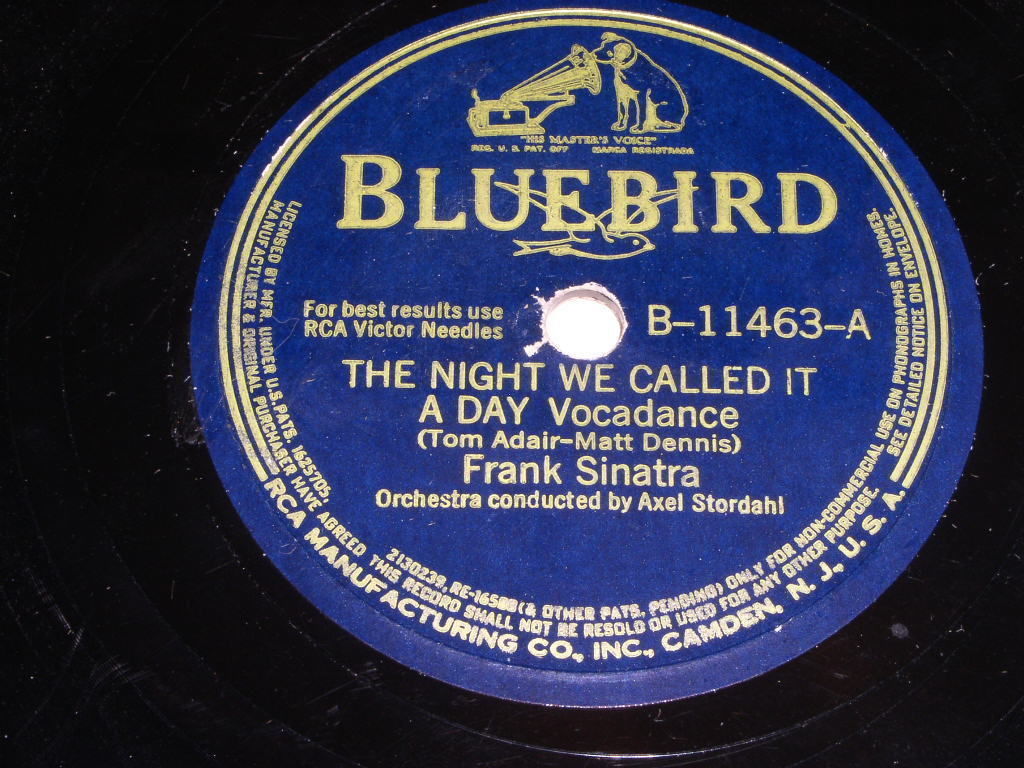 "HIS MASTER'S VOICE"
REG. U. S. PAT. OFF MARCA REGISTRADA
BLUEBIRD
For best results use
RCA Victor Needles
B-11463-A
THE NIGHT WE CALLED IT
A DAY Vocadance
(Tom Adair-Matt Dennis)
Frank Sinatra
Orchestra conducted by Axel Stordahl
LICENSED BY MFR. UNDER U.S. PATS. 1625705, 2130239, RE-16588 (& OTHER PATS. PENDING) ONLY FOR NON-COMMERCIAL USE ON PHONOGRAPHS IN HOMES.
MANUFACTURER & ORIGINAL PURCHASER HAVE AGREED THIS RECORD SHALL NOT BE RESOLD OR USED FOR ANY OTHER PURPOSE. SEE DETAILED NOTICE ON ENVELOPE.
RCA MANUFACTURING CO., INC., CAMDEN, N. J., U. S. A.